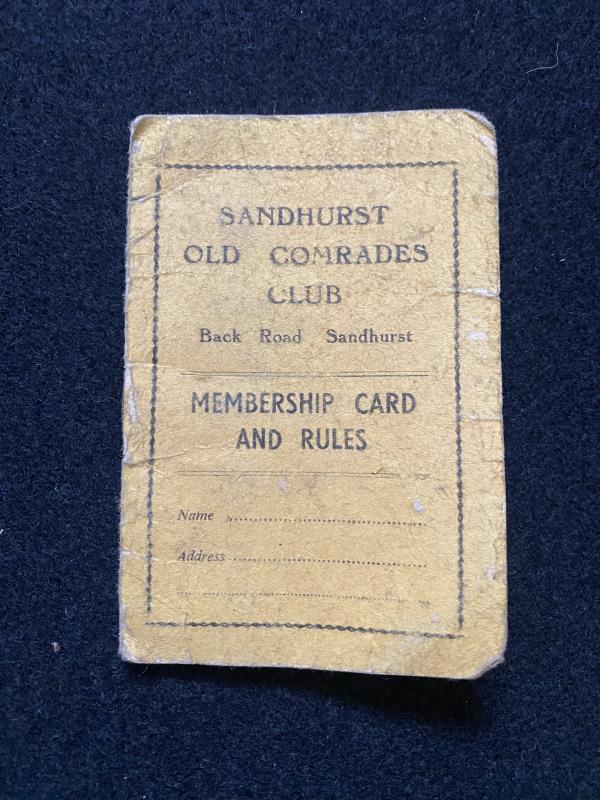 SANDHURST
OLD COMRADES
CLUB
Back Road Sandhurst
MEMBERSHIP CARD
AND RULES
Name
Address